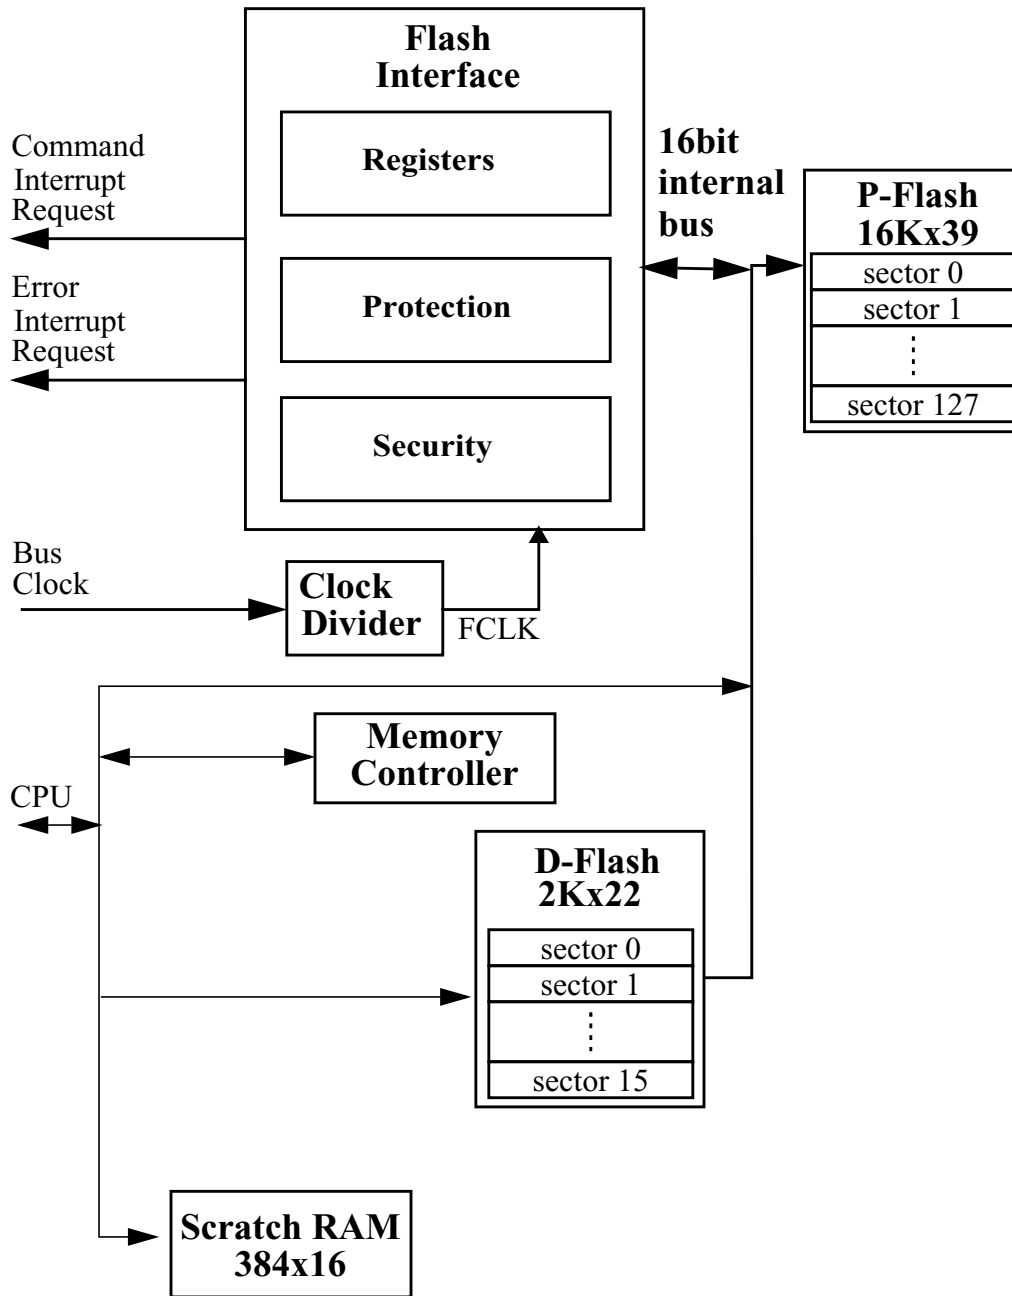 Flash
Interface
Registers
Protection
Security
Command
Interrupt
Request
Error
Interrupt
Request
16bit
internal
bus
P-Flash
16Kx39
sector 0
sector 1
sector 127
Bus
Clock
Clock
Divider
FCLK
Memory
Controller
CPU
D-Flash
2Kx22
sector 0
sector 1
sector 15
Scratch RAM
384x16